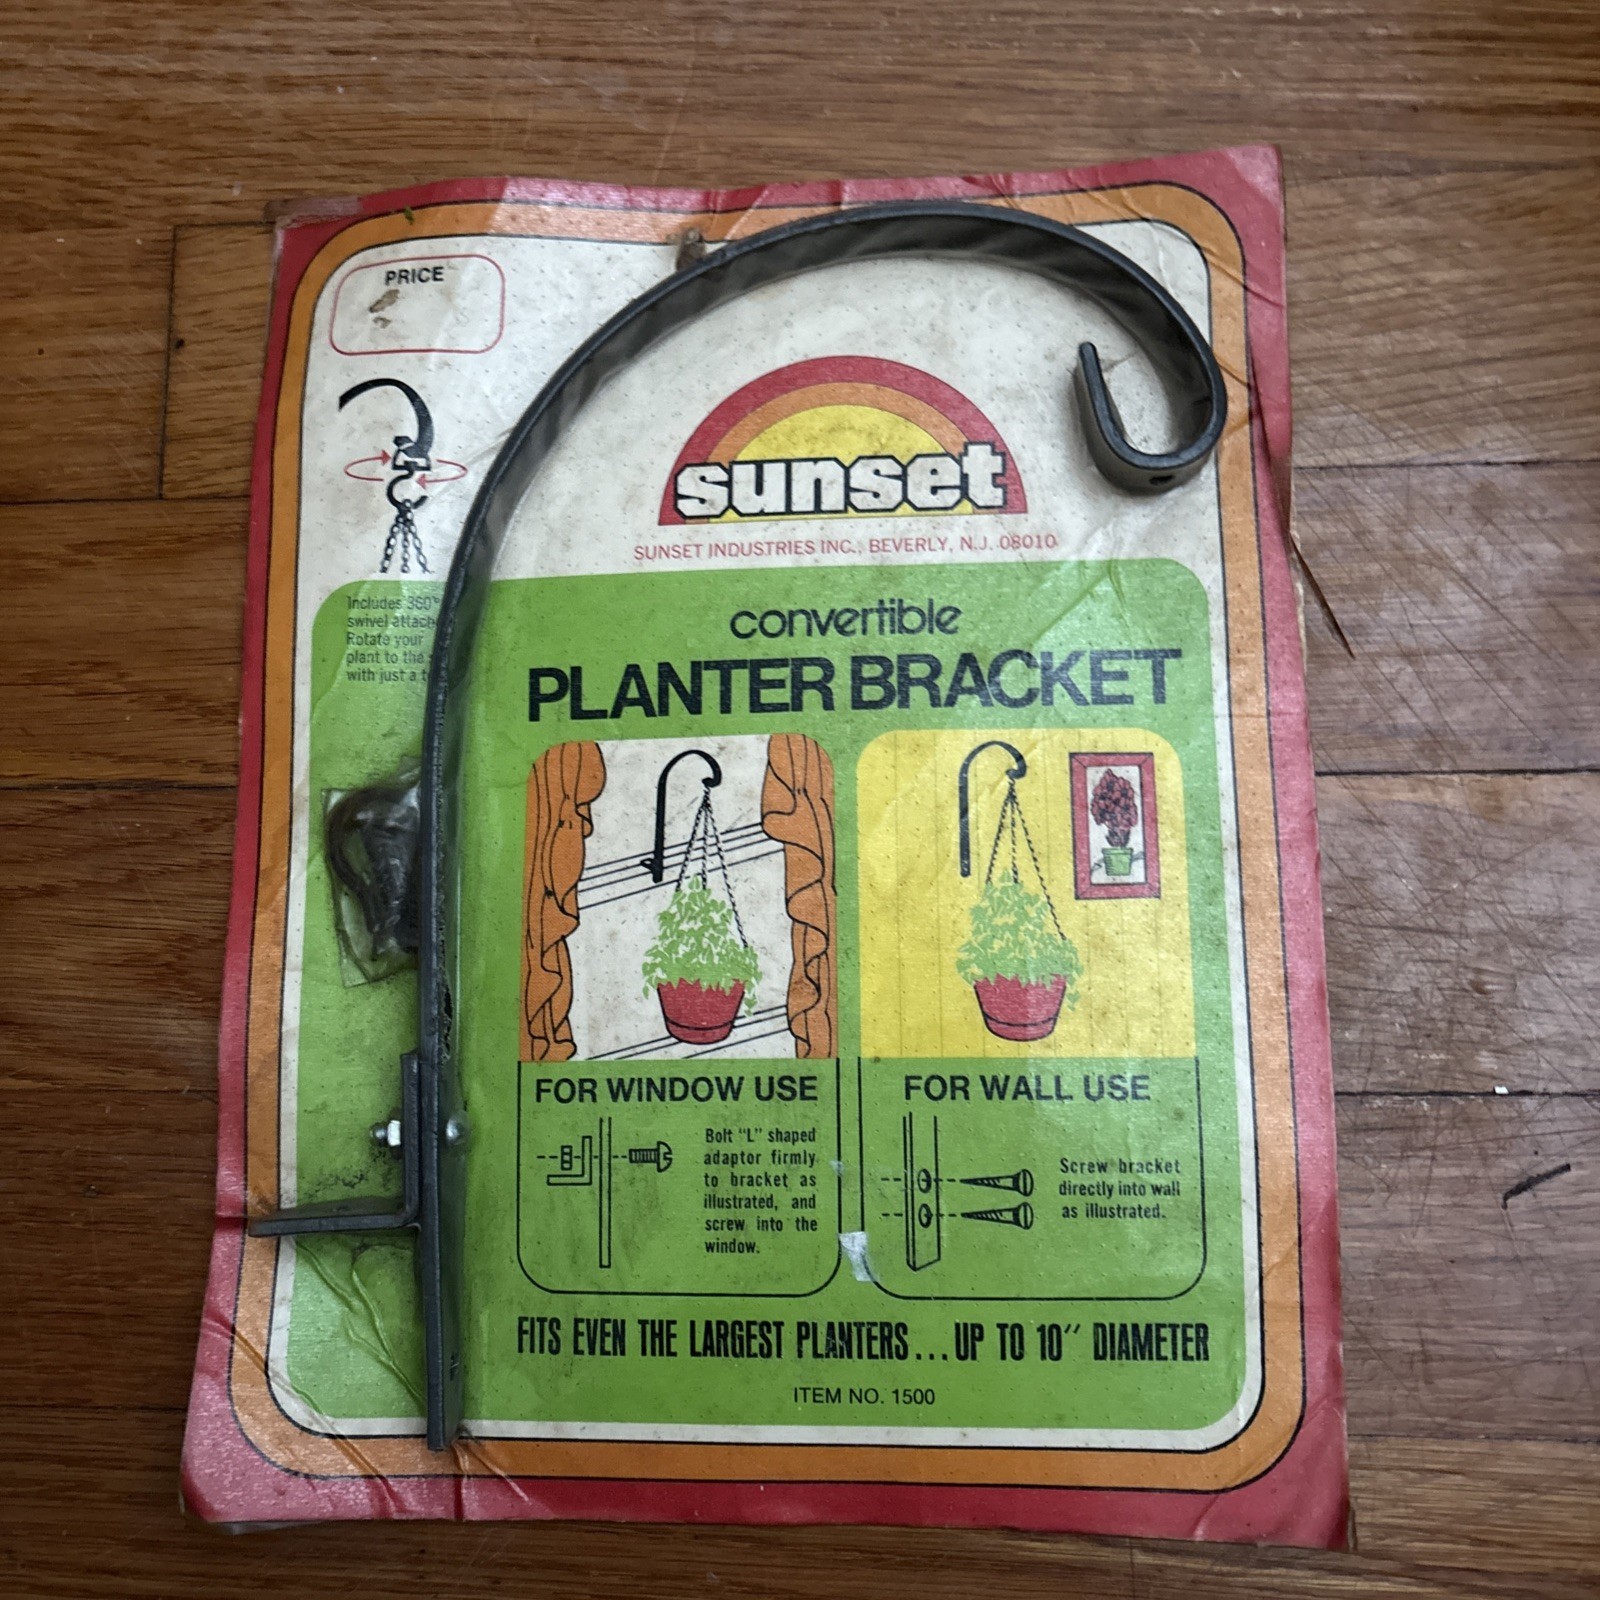 PRICE
sunset
SUNSET INDUSTRIES INC., BEVERLY, N.J. 08010
Includes 360°
swivel
Rotate your
plant to the
with just a
convertible
PLANTER BRACKET
FOR WINDOW USE
Bolt "L" shaped
adaptor firmly
to bracket as
illustrated, and
screw into the
window.
FOR WALL USE
Screw bracket
directly into wall
as illustrated.
FITS EVEN THE LARGEST PLANTERS...UP TO 10" DIAMETER
ITEM NO. 1500